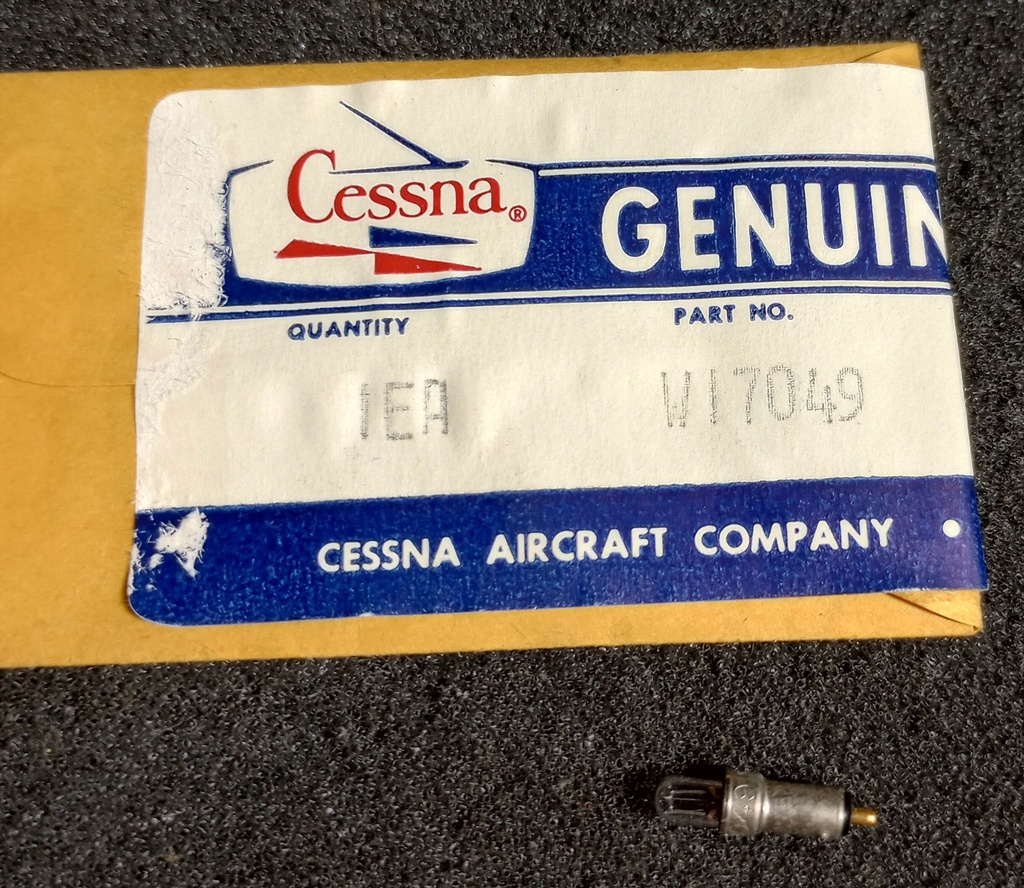 Cessna®
GENUIN
QUANTITY PART NO.
1EA W17049
CESSNA AIRCRAFT COMPANY